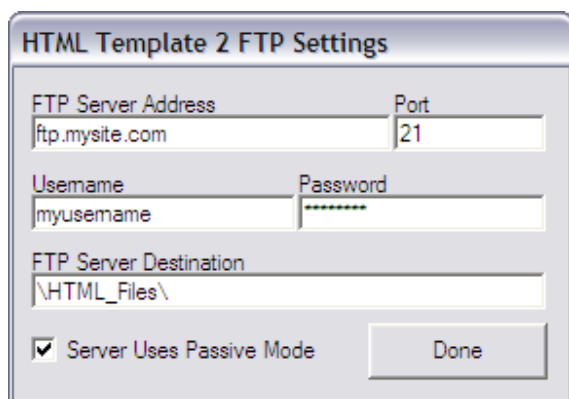 HTML Template 2 FTP Settings
FTP Server Address Port
ftp.mysite.com 21
Username Password
myusername ********
FTP Server Destination
\HTML_Files\
Server Uses Passive Mode Done